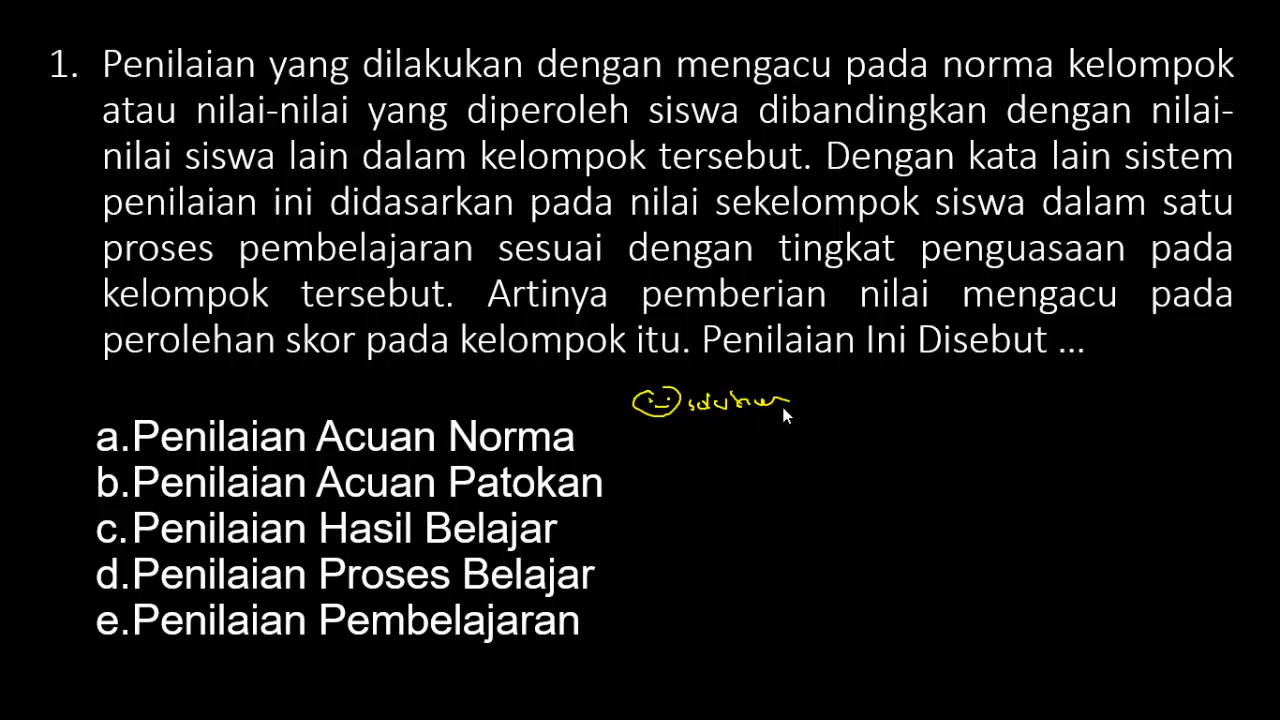 1. Penilaian yang dilakukan dengan mengacu pada norma kelompok
atau nilai-nilai yang diperoleh siswa dibandingkan dengan nilai-
nilai siswa lain dalam kelompok tersebut. Dengan kata lain sistem
penilaian ini didasarkan pada nilai sekelompok siswa dalam satu
proses pembelajaran sesuai dengan tingkat penguasaan pada
kelompok tersebut. Artinya pemberian nilai mengacu pada
perolehan skor pada kelompok itu. Penilaian Ini Disebut ...
a.Penilaian Acuan Norma
b.Penilaian Acuan Patokan
c.Penilaian Hasil Belajar
d.Penilaian Proses Belajar
e.Penilaian Pembelajaran